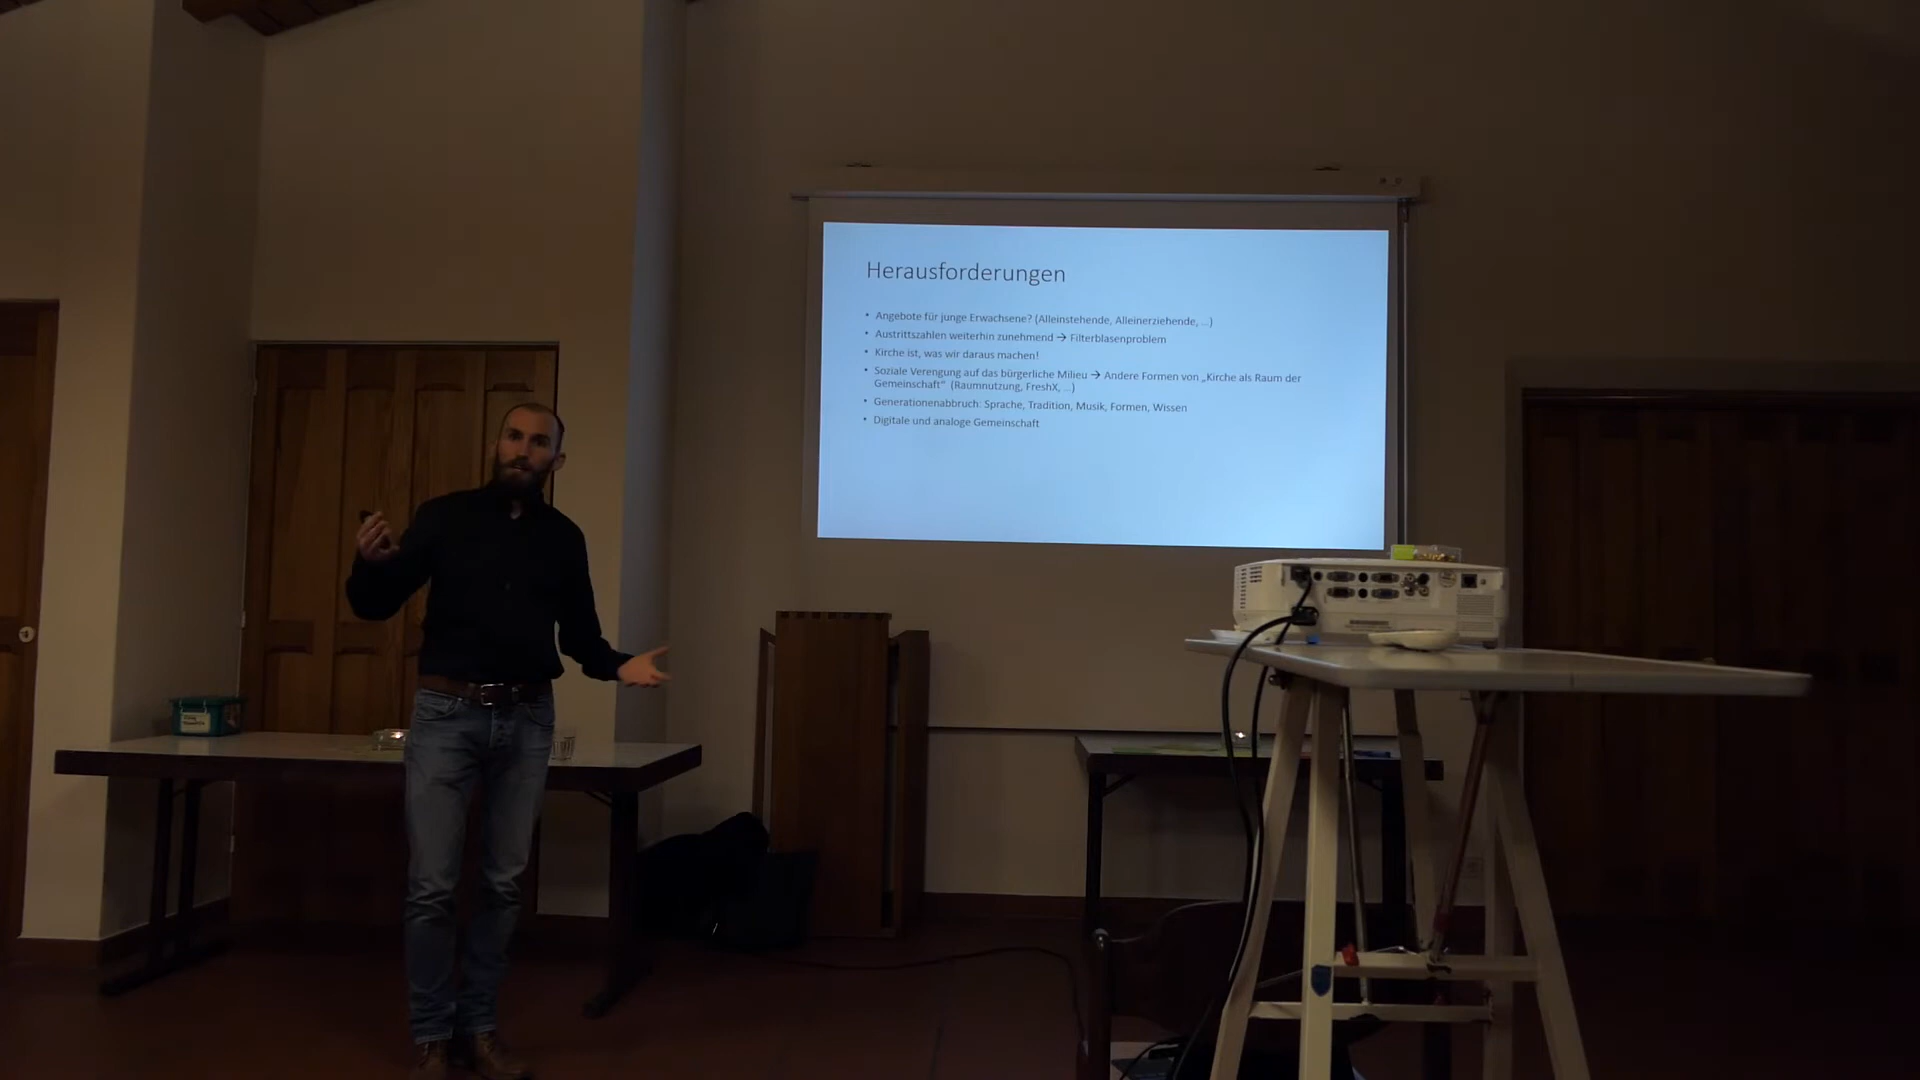 Herausforderungen
• Angebote für junge Erwachsene? (Alleinstehende, Alleinerziehende, ...)
• Austrittszahlen weiterhin zunehmend → Filterblasenproblem
• Kirche ist, was wir daraus machen!
• Soziale Verengung auf das bürgerliche Milieu → Andere Formen von „Kirche als Raum der
Gemeinschaft“ (Raumnutzung, FreshX, ...)
• Generationenabbruch: Sprache, Tradition, Musik, Formen, Wissen
• Digitale und analoge Gemeinschaft